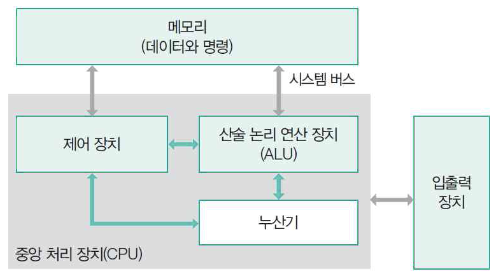 메모리
(데이터와 명령)
시스템 버스
제어 장치
산술 논리 연산 장치
(ALU)
누산기
중앙 처리 장치(CPU)
입출력
장치